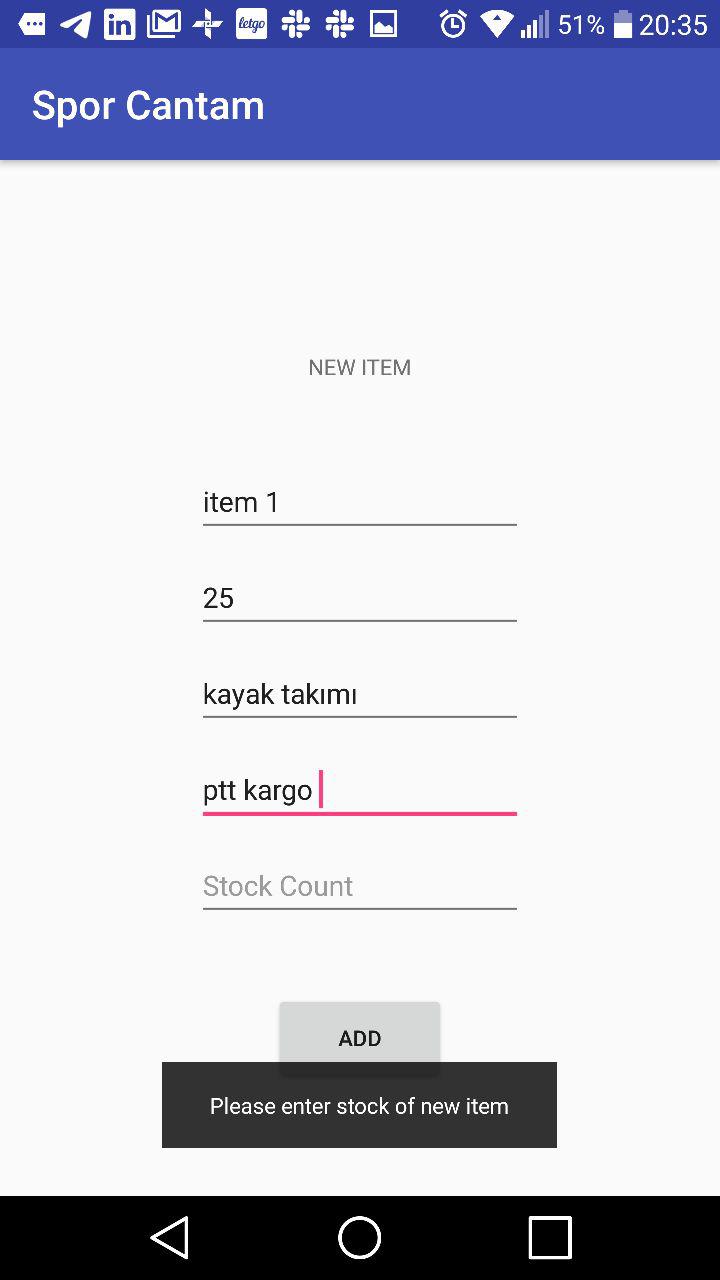 letgo 51% 20:35
Spor Cantam
NEW ITEM
item 1
25
kayak takımı
ptt kargo
Stock Count
ADD
Please enter stock of new item